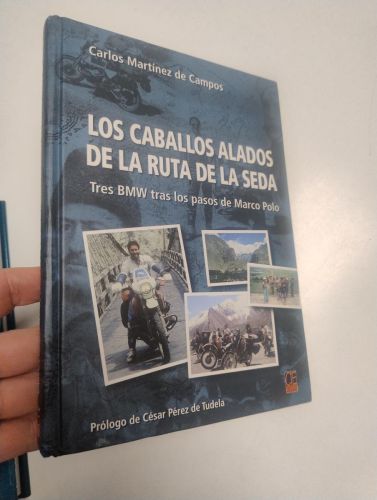 Carlos Martínez de Campos
LOS CABALLOS ALADOS
DE LA RUTA DE LA SEDA
Tres BMW tras los pasos de Marco Polo
Prólogo de César Pérez de Tudela